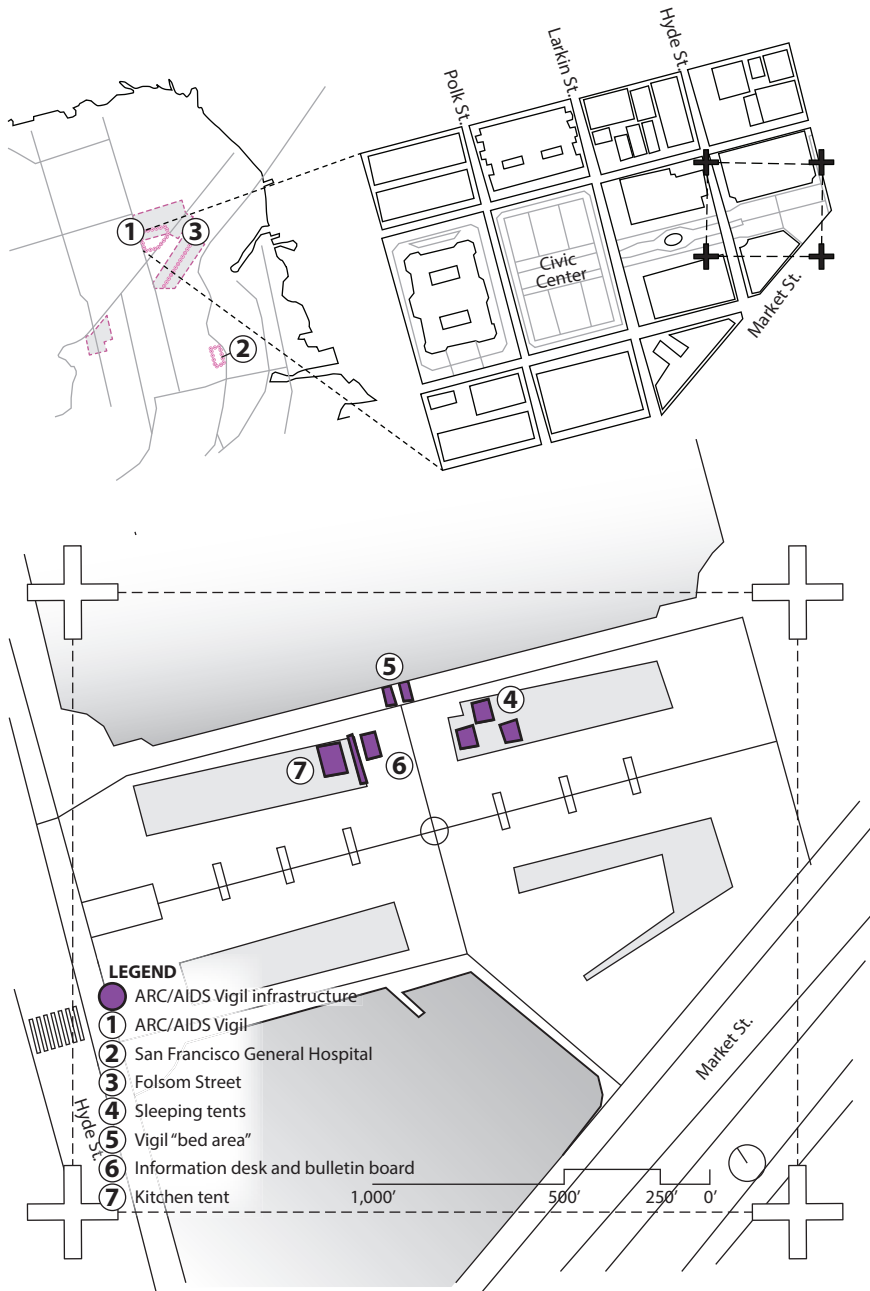 Polk St.
Larkin St.
Hyde St.
1
3
2
Civic
Center
Market St.
5
4
7
6
LEGEND
ARC/AIDS Vigil infrastructure
1 ARC/AIDS Vigil
2 San Francisco General Hospital
3 Folsom Street
4 Sleeping tents
5 Vigil “bed area”
6 Information desk and bulletin board
7 Kitchen tent
Hyde St.
Market St.
1,000’ 500’ 250’ 0’